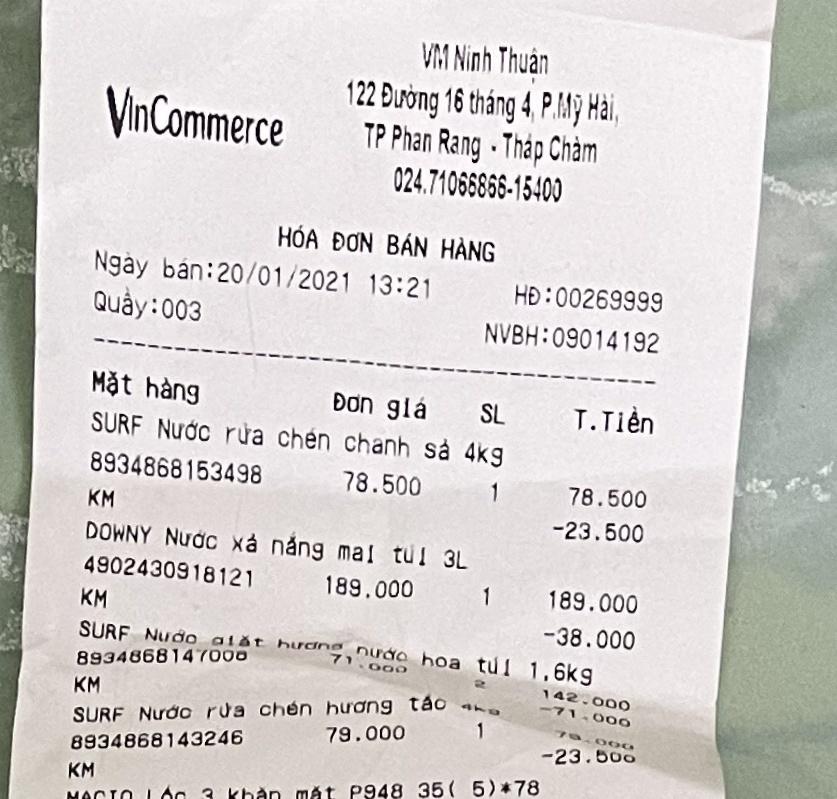 VinCommerce
VM Ninh Thuận
122 Đường 16 tháng 4, P.Mỹ Hải,
TP Phan Rang - Tháp Chàm
024.71066866-15400
HÓA ĐƠN BÁN HÀNG
Ngày bán:20/01/2021 13:21 HĐ:00269999
Quầy:003 NVBH:09014192
Mặt hàng Đơn giá SL T.Tiền
SURF Nước rửa chén chanh sả 4kg
8934868153498 78.500 1 78.500
KM -23.500
DOWNY Nước xả nắng mai túi 3L
4902430918121 189.000 1 189.000
KM -38.000
SURF Nước giặt hương nước hoa túi 1,6kg
8934868147008 71.000 2 142.000
KM -71.000
SURF Nước rửa chén hương táo 4kg
8934868143246 79.000 1 79.000
KM -23.500
Lốc 3 khăn mặt P948 35( 5)*78